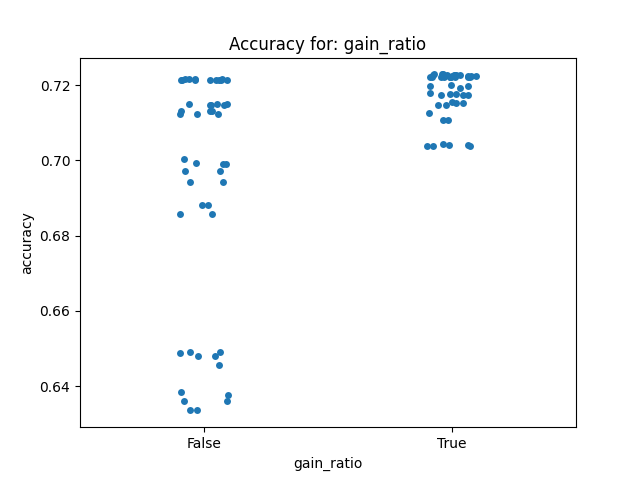 Accuracy for: gain_ratio
0.72
0.70
0.68
0.66
0.64
accuracy
False
True
gain_ratio